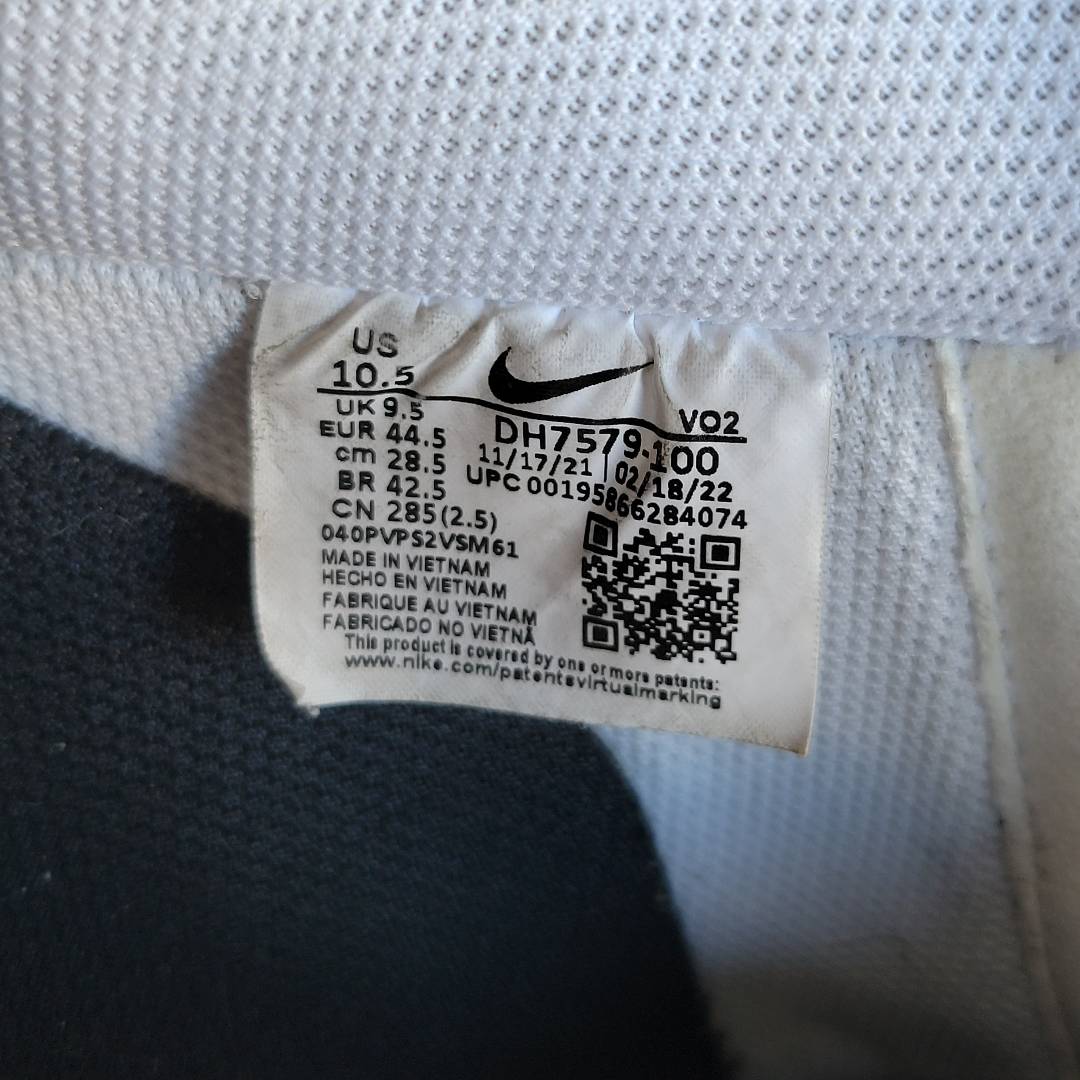 US
10.5
VO2
UK 9.5
DH7579.100
EUR 44.5
11/17/21 | 02/18/22
cm 28.5
UPC 00195866284074
BR 42.5
CN 285(2.5)
040PVPS2VSM61
MADE IN VIETNAM
HECHO EN VIETNAM
FABRIQUE AU VIETNAM
FABRICADO NO VIETNÃ
This product is covered by one or more patents:
www.nike.com/patentsvirtualmarking